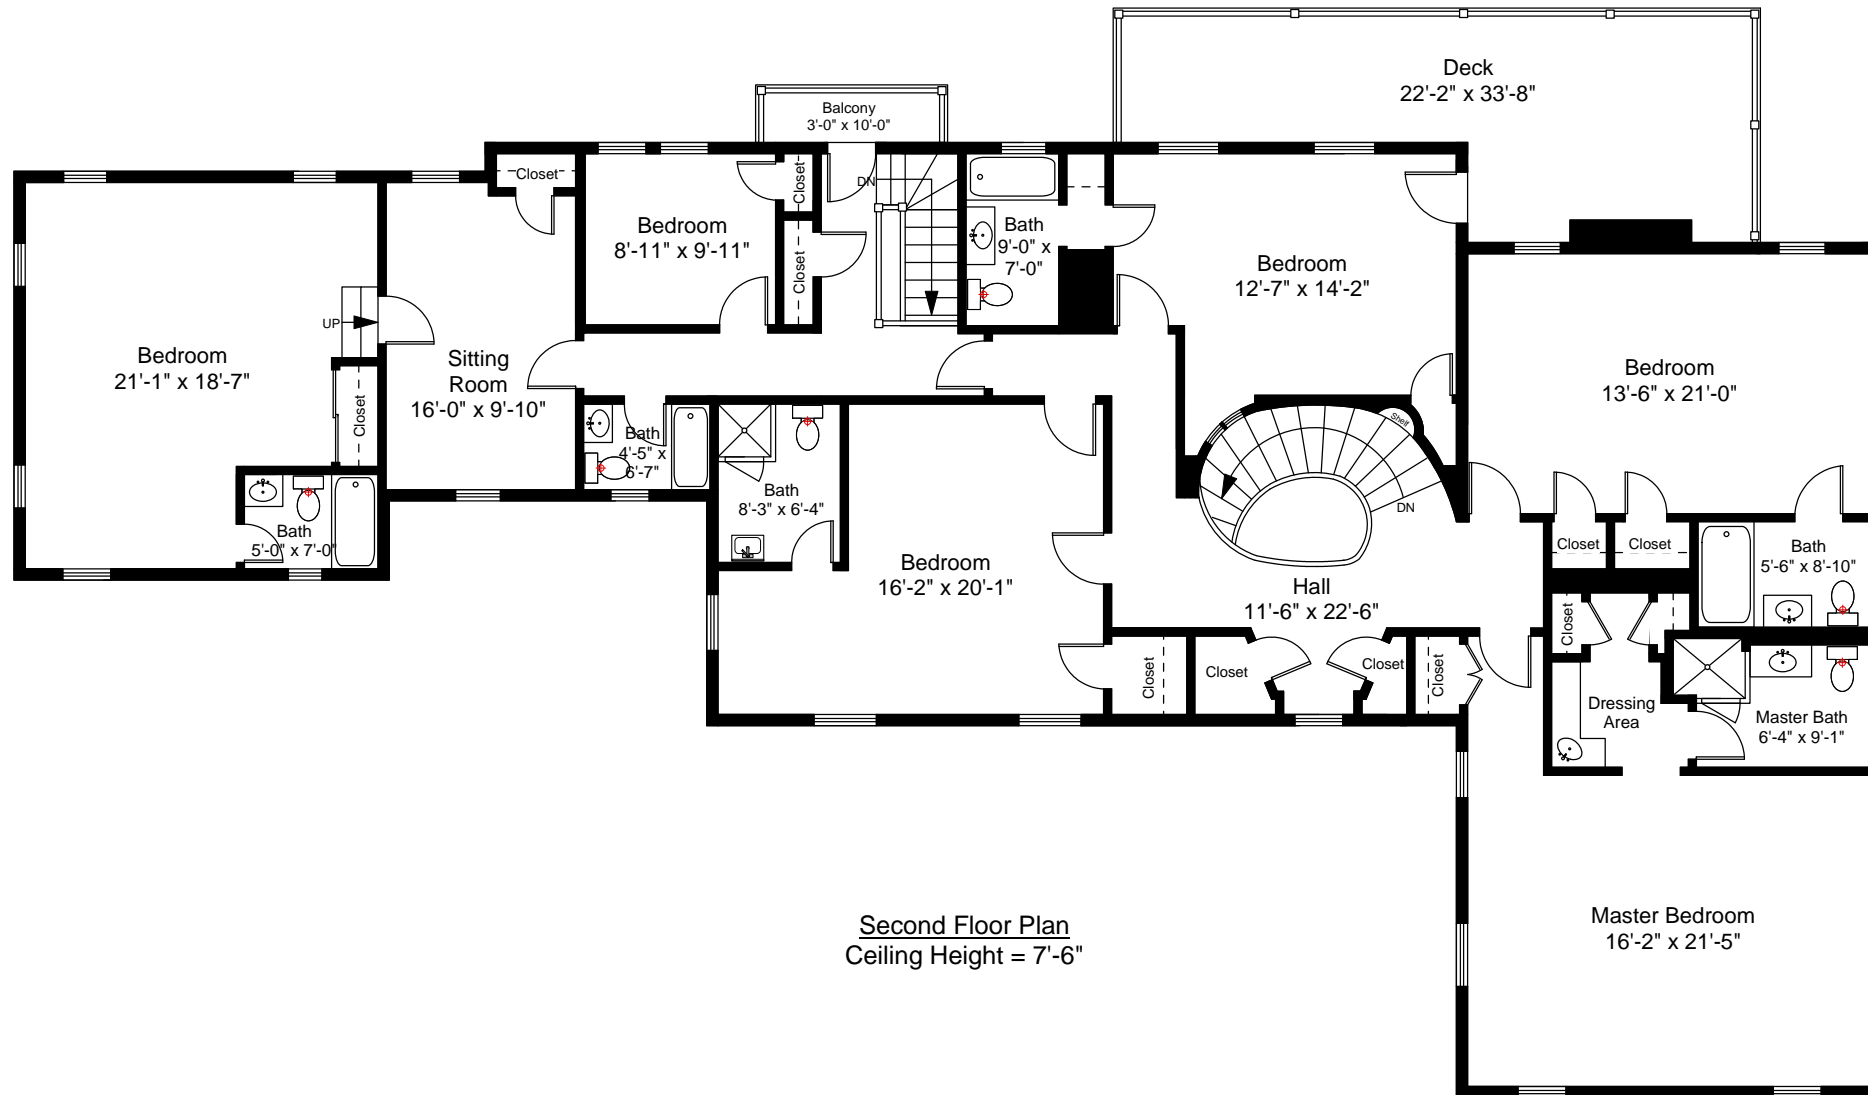 Deck
22'-2" x 33'-8"
Balcony
3'-0" x 10'-0"
Closet
DN
Closet
Closet
Bedroom
8'-11" x 9'-11"
Bath
9'-0" x
7'-0"
Bedroom
12'-7" x 14'-2"
UP
Bedroom
21'-1" x 18'-7"
Closet
Sitting
Room
16'-0" x 9'-10"
Bedroom
13'-6" x 21'-0"
Shelf
Bath
4'-5" x
6'-7"
Bath
8'-3" x 6'-4"
DN
Bath
5'-0" x 7'-0"
Bedroom
16'-2" x 20'-1"
Hall
11'-6" x 22'-6"
Closet
Closet
Bath
5'-6" x 8'-10"
Closet
Closet
Closet
Closet
Closet
Dressing
Area
Master Bath
6'-4" x 9'-1"
Second Floor Plan
Ceiling Height = 7'-6"
Master Bedroom
16'-2" x 21'-5"